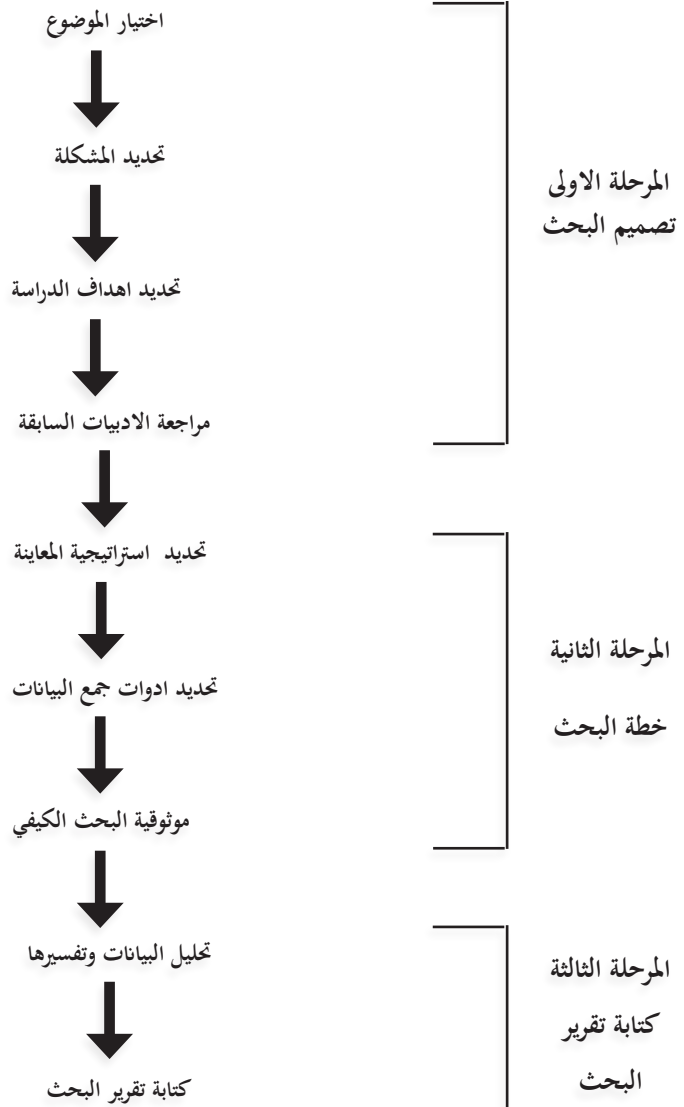 اختيار الموضوع
تحديد المشكلة
تحديد اهداف الدراسة
مراجعة الادبيات السابقة
المرحلة الاولى
تصميم البحث
تحديد استراتيجية المعاينة
تحديد ادوات جمع البيانات
موثوقية البحث الكيفي
المرحلة الثانية
خطة البحث
تحليل البيانات وتفسيرها
كتابة تقرير البحث
المرحلة الثالثة
كتابة تقرير
البحث